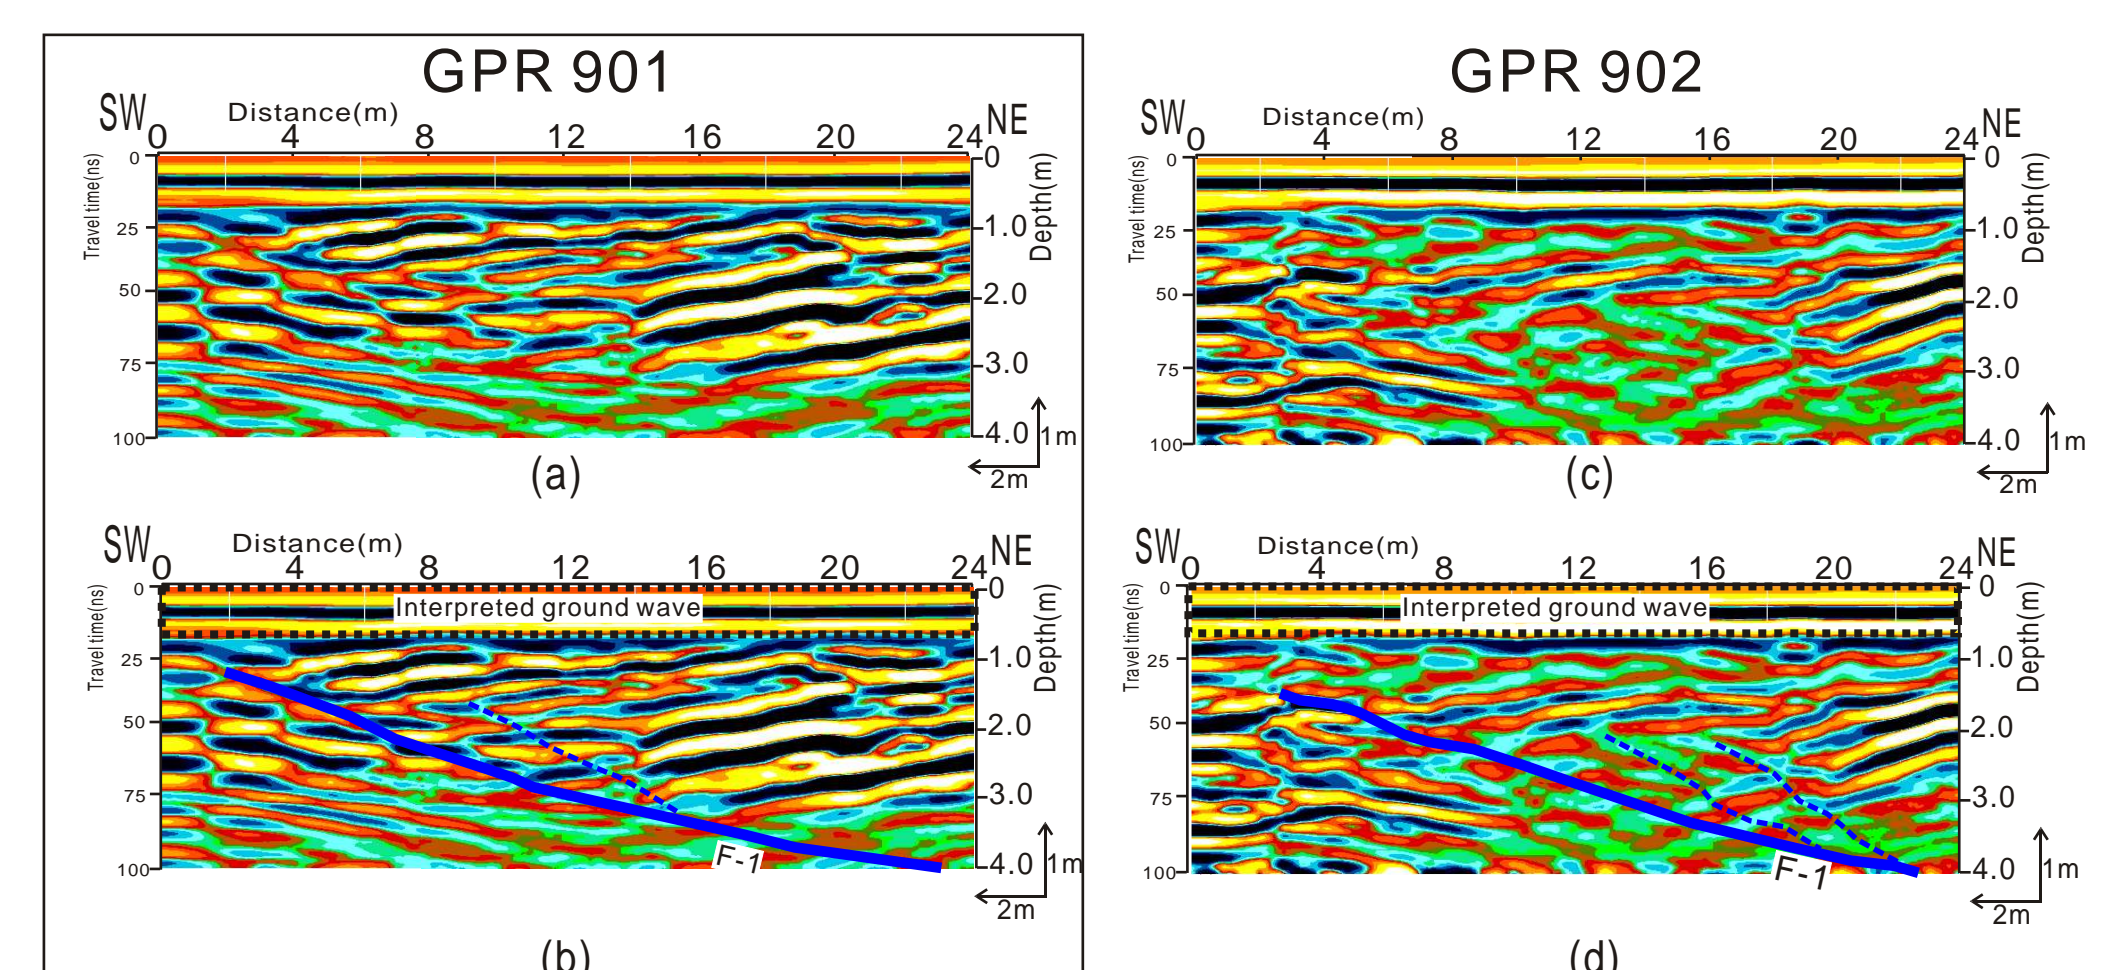 GPR 901
SW Distance(m) NE
0 4 8 12 16 20 24
Travel time(ns)
0
25
50
75
100
Depth(m)
0
1.0
2.0
3.0
4.0
1m
2m
(a)
SW Distance(m) NE
0 4 8 12 16 20 24
Travel time(ns)
0
25
50
75
100
Interpreted ground wave
F-1
Depth(m)
0
1.0
2.0
3.0
4.0
1m
2m
(b)
GPR 902
SW Distance(m) NE
0 4 8 12 16 20 24
Travel time(ns)
0
25
50
75
100
Depth(m)
0
1.0
2.0
3.0
4.0
1m
2m
(c)
SW Distance(m) NE
0 4 8 12 16 20 24
Travel time(ns)
0
25
50
75
100
Interpreted ground wave
F-1
Depth(m)
0
1.0
2.0
3.0
4.0
1m
2m
(d)